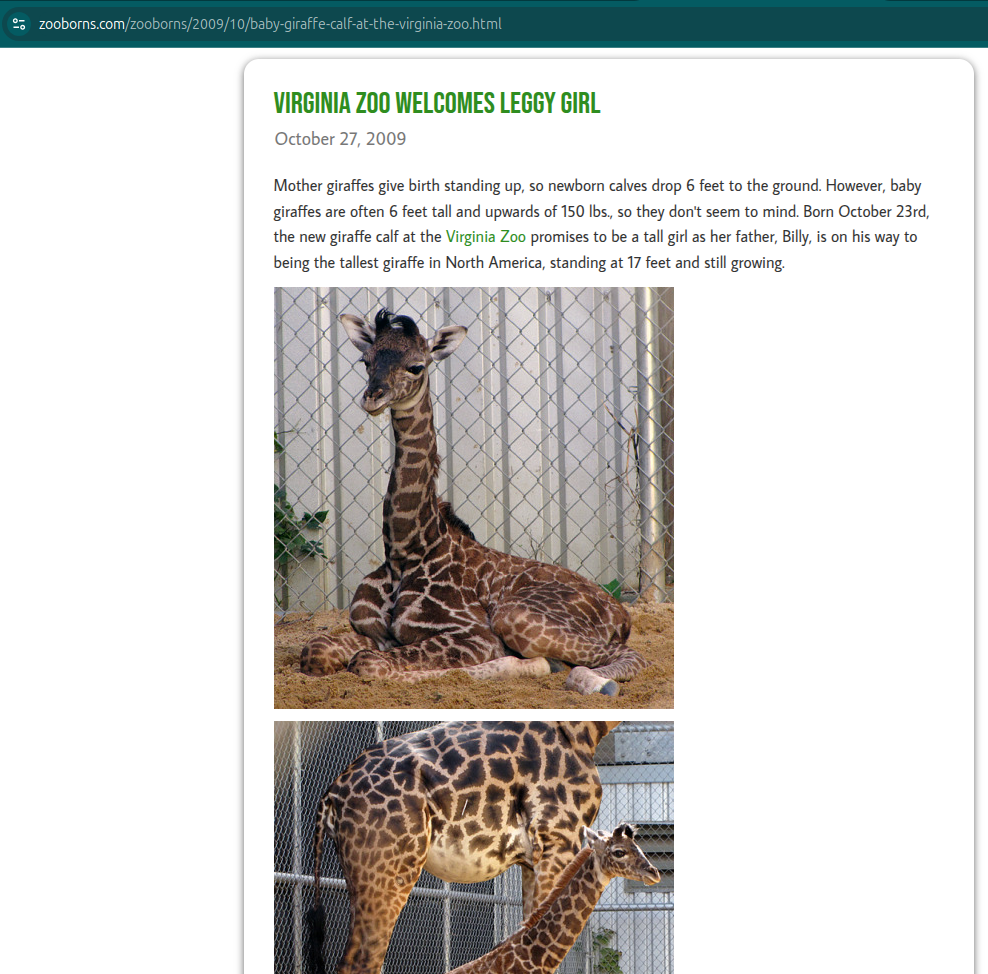 zooborns.com/zooborns/2009/10/baby-giraffe-calf-at-the-virginia-zoo.html
VIRGINIA ZOO WELCOMES LEGGY GIRL
October 27, 2009
Mother giraffes give birth standing up, so newborn calves drop 6 feet to the ground. However, baby
giraffes are often 6 feet tall and upwards of 150 lbs., so they don't seem to mind. Born October 23rd,
the new giraffe calf at the Virginia Zoo promises to be a tall girl as her father, Billy, is on his way to
being the tallest giraffe in North America, standing at 17 feet and still growing.